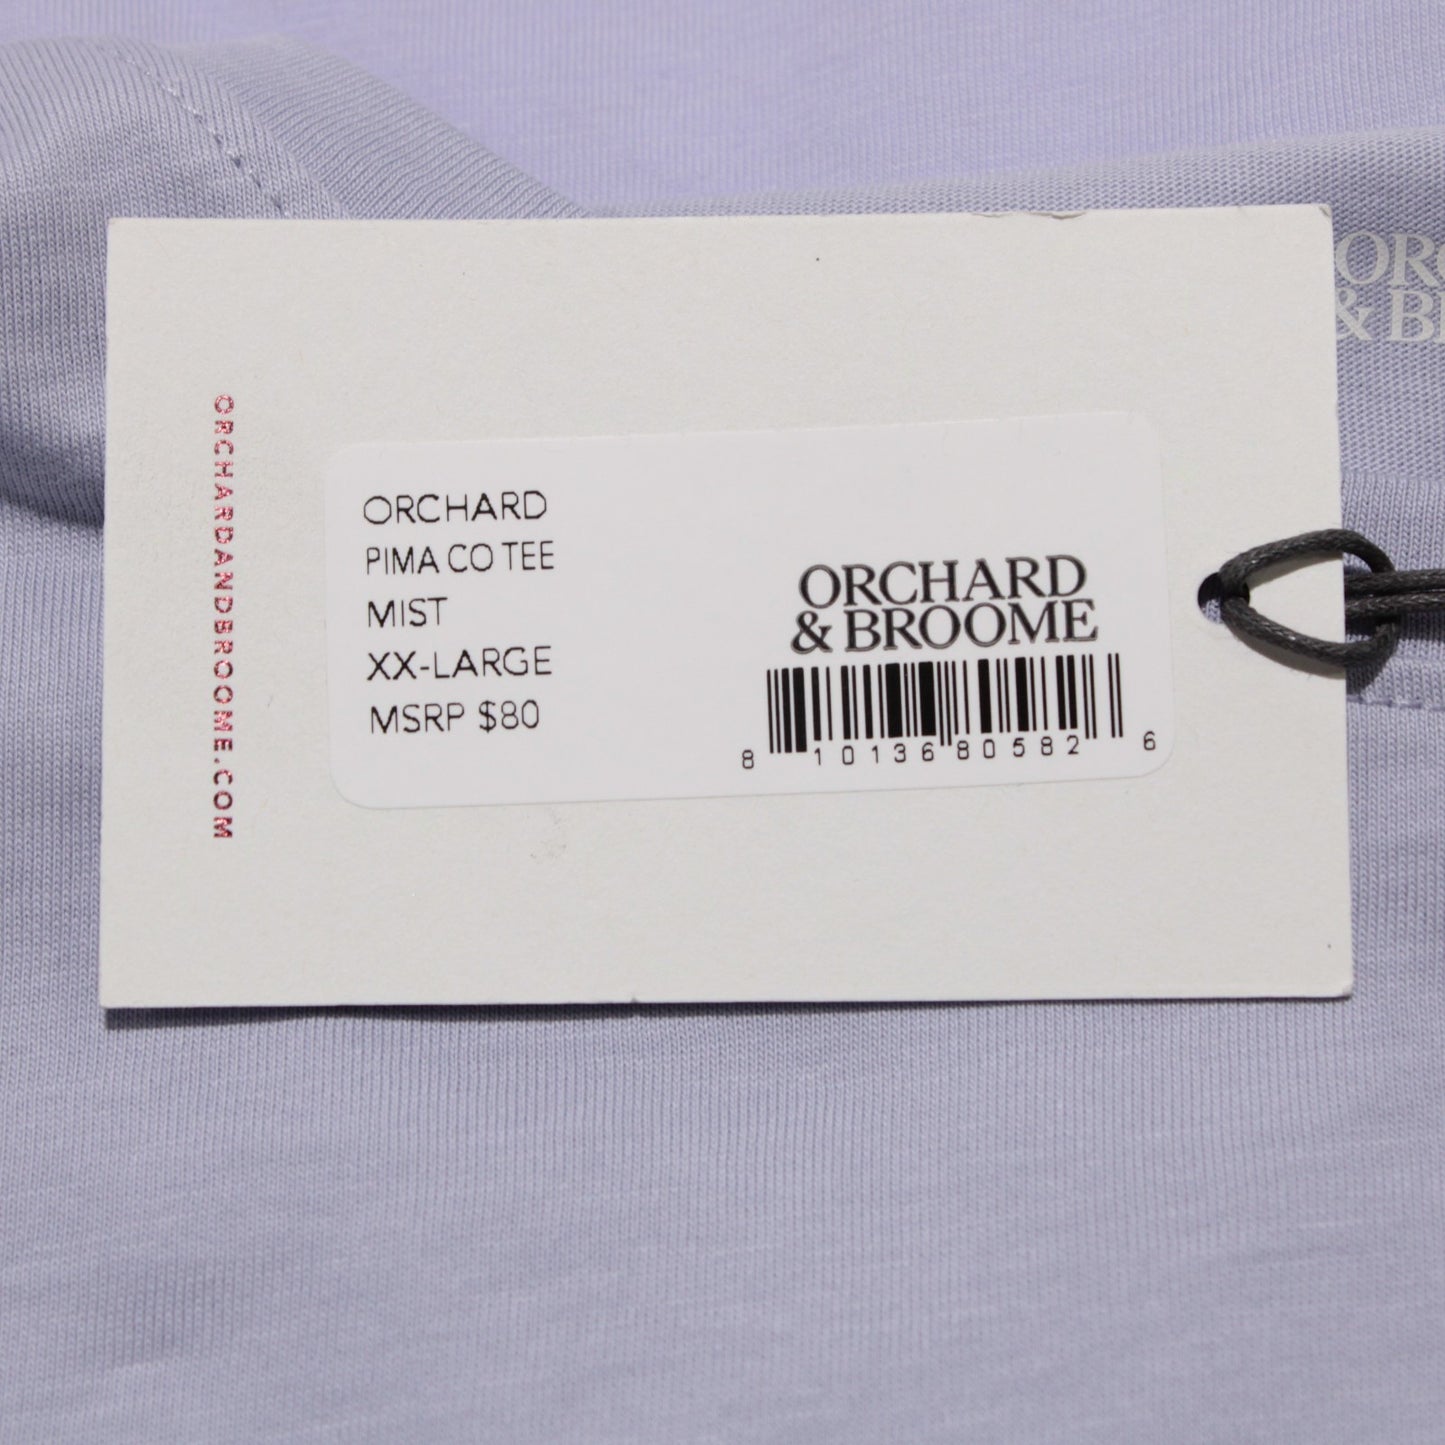 ORCHARDANDBROOME.COM
ORCHARD
PIMA CO TEE
MIST
XX-LARGE
MSRP $80
ORCHARD
& BROOME
8 10136 80582 6